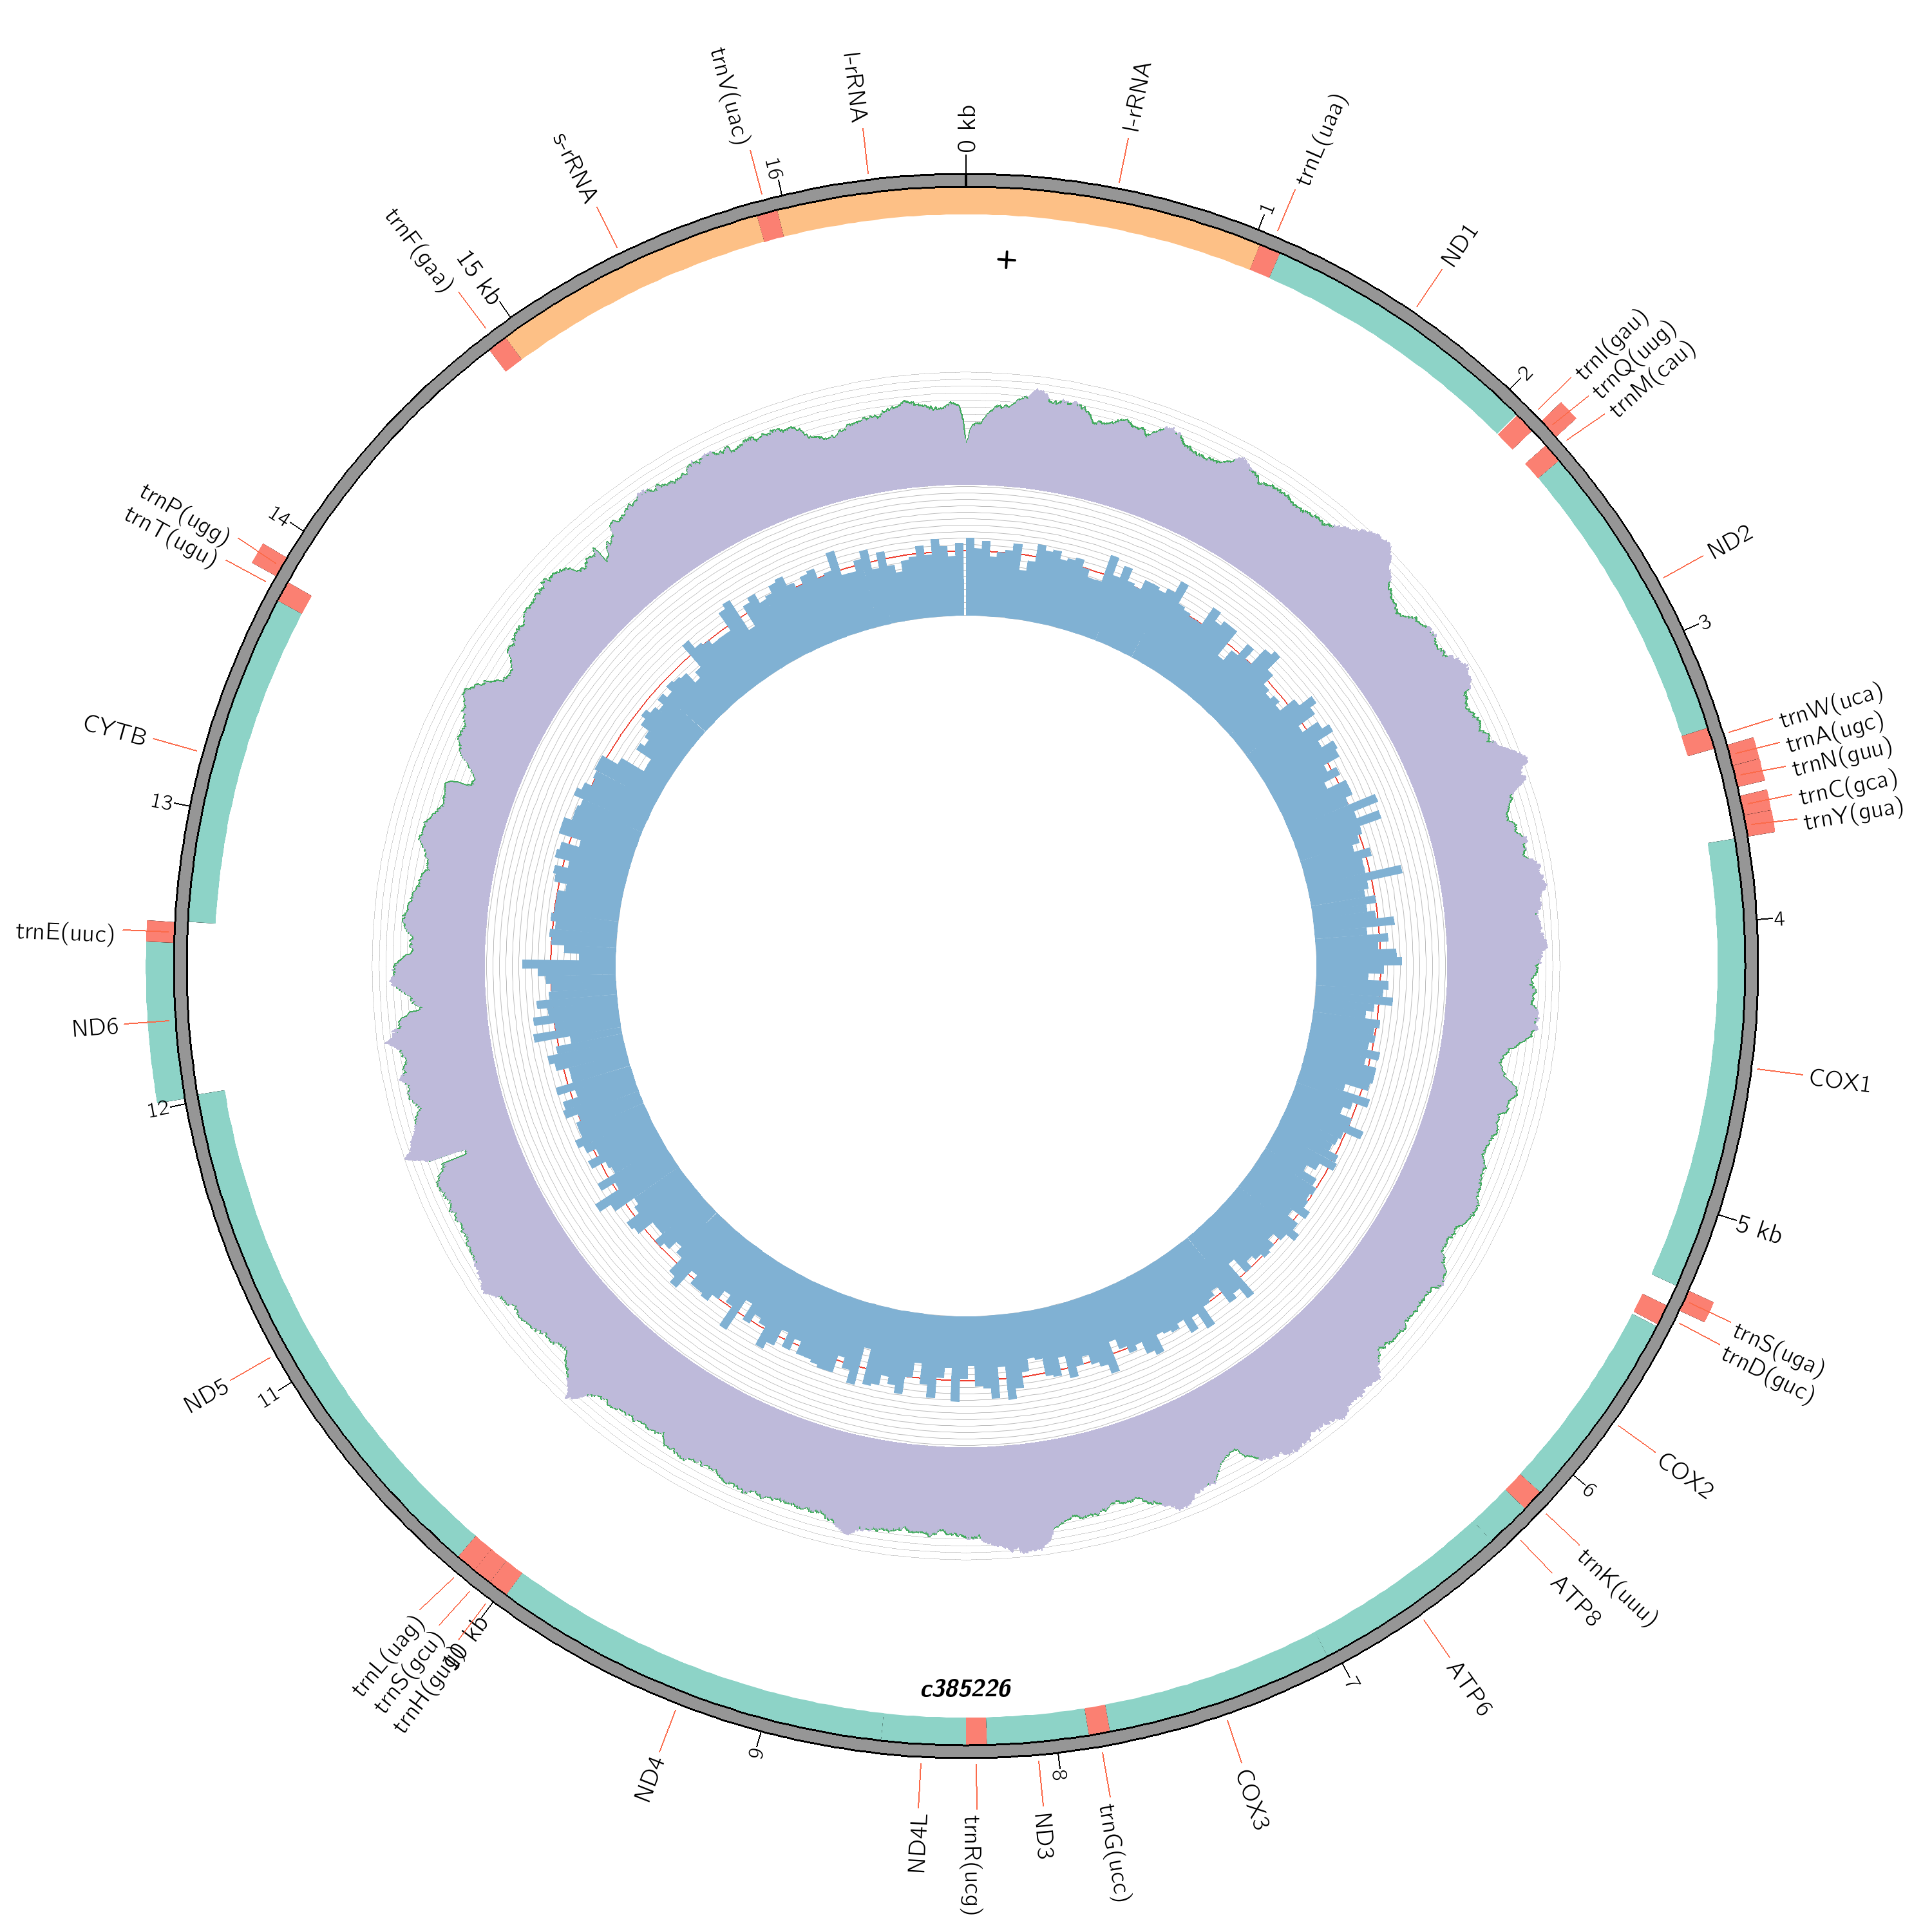 0 kb
l-rRNA
trnL(uaa)
1
ND1
2
trnI(gau)
trnQ(uug)
trnM(cau)
ND2
3
trnW(uca)
trnA(ugc)
trnN(guu)
trnC(gca)
trnY(gua)
4
COX1
5 kb
trnS(uga)
trnD(guc)
COX2
6
trnK(uuu)
ATP8
ATP6
7
COX3
trnG(ucc)
8
ND3
trnR(ucg)
ND4L
c385226
9
ND4
10 kb
trnH(gug)
trnS(gcu)
trnL(uag)
11
ND5
12
ND6
trnE(uuc)
13
CYTB
trnT(ugu)
trnP(ugg)
14
trnF(gaa)
15 kb
s-rRNA
trnV(uac)
16
l-rRNA
+